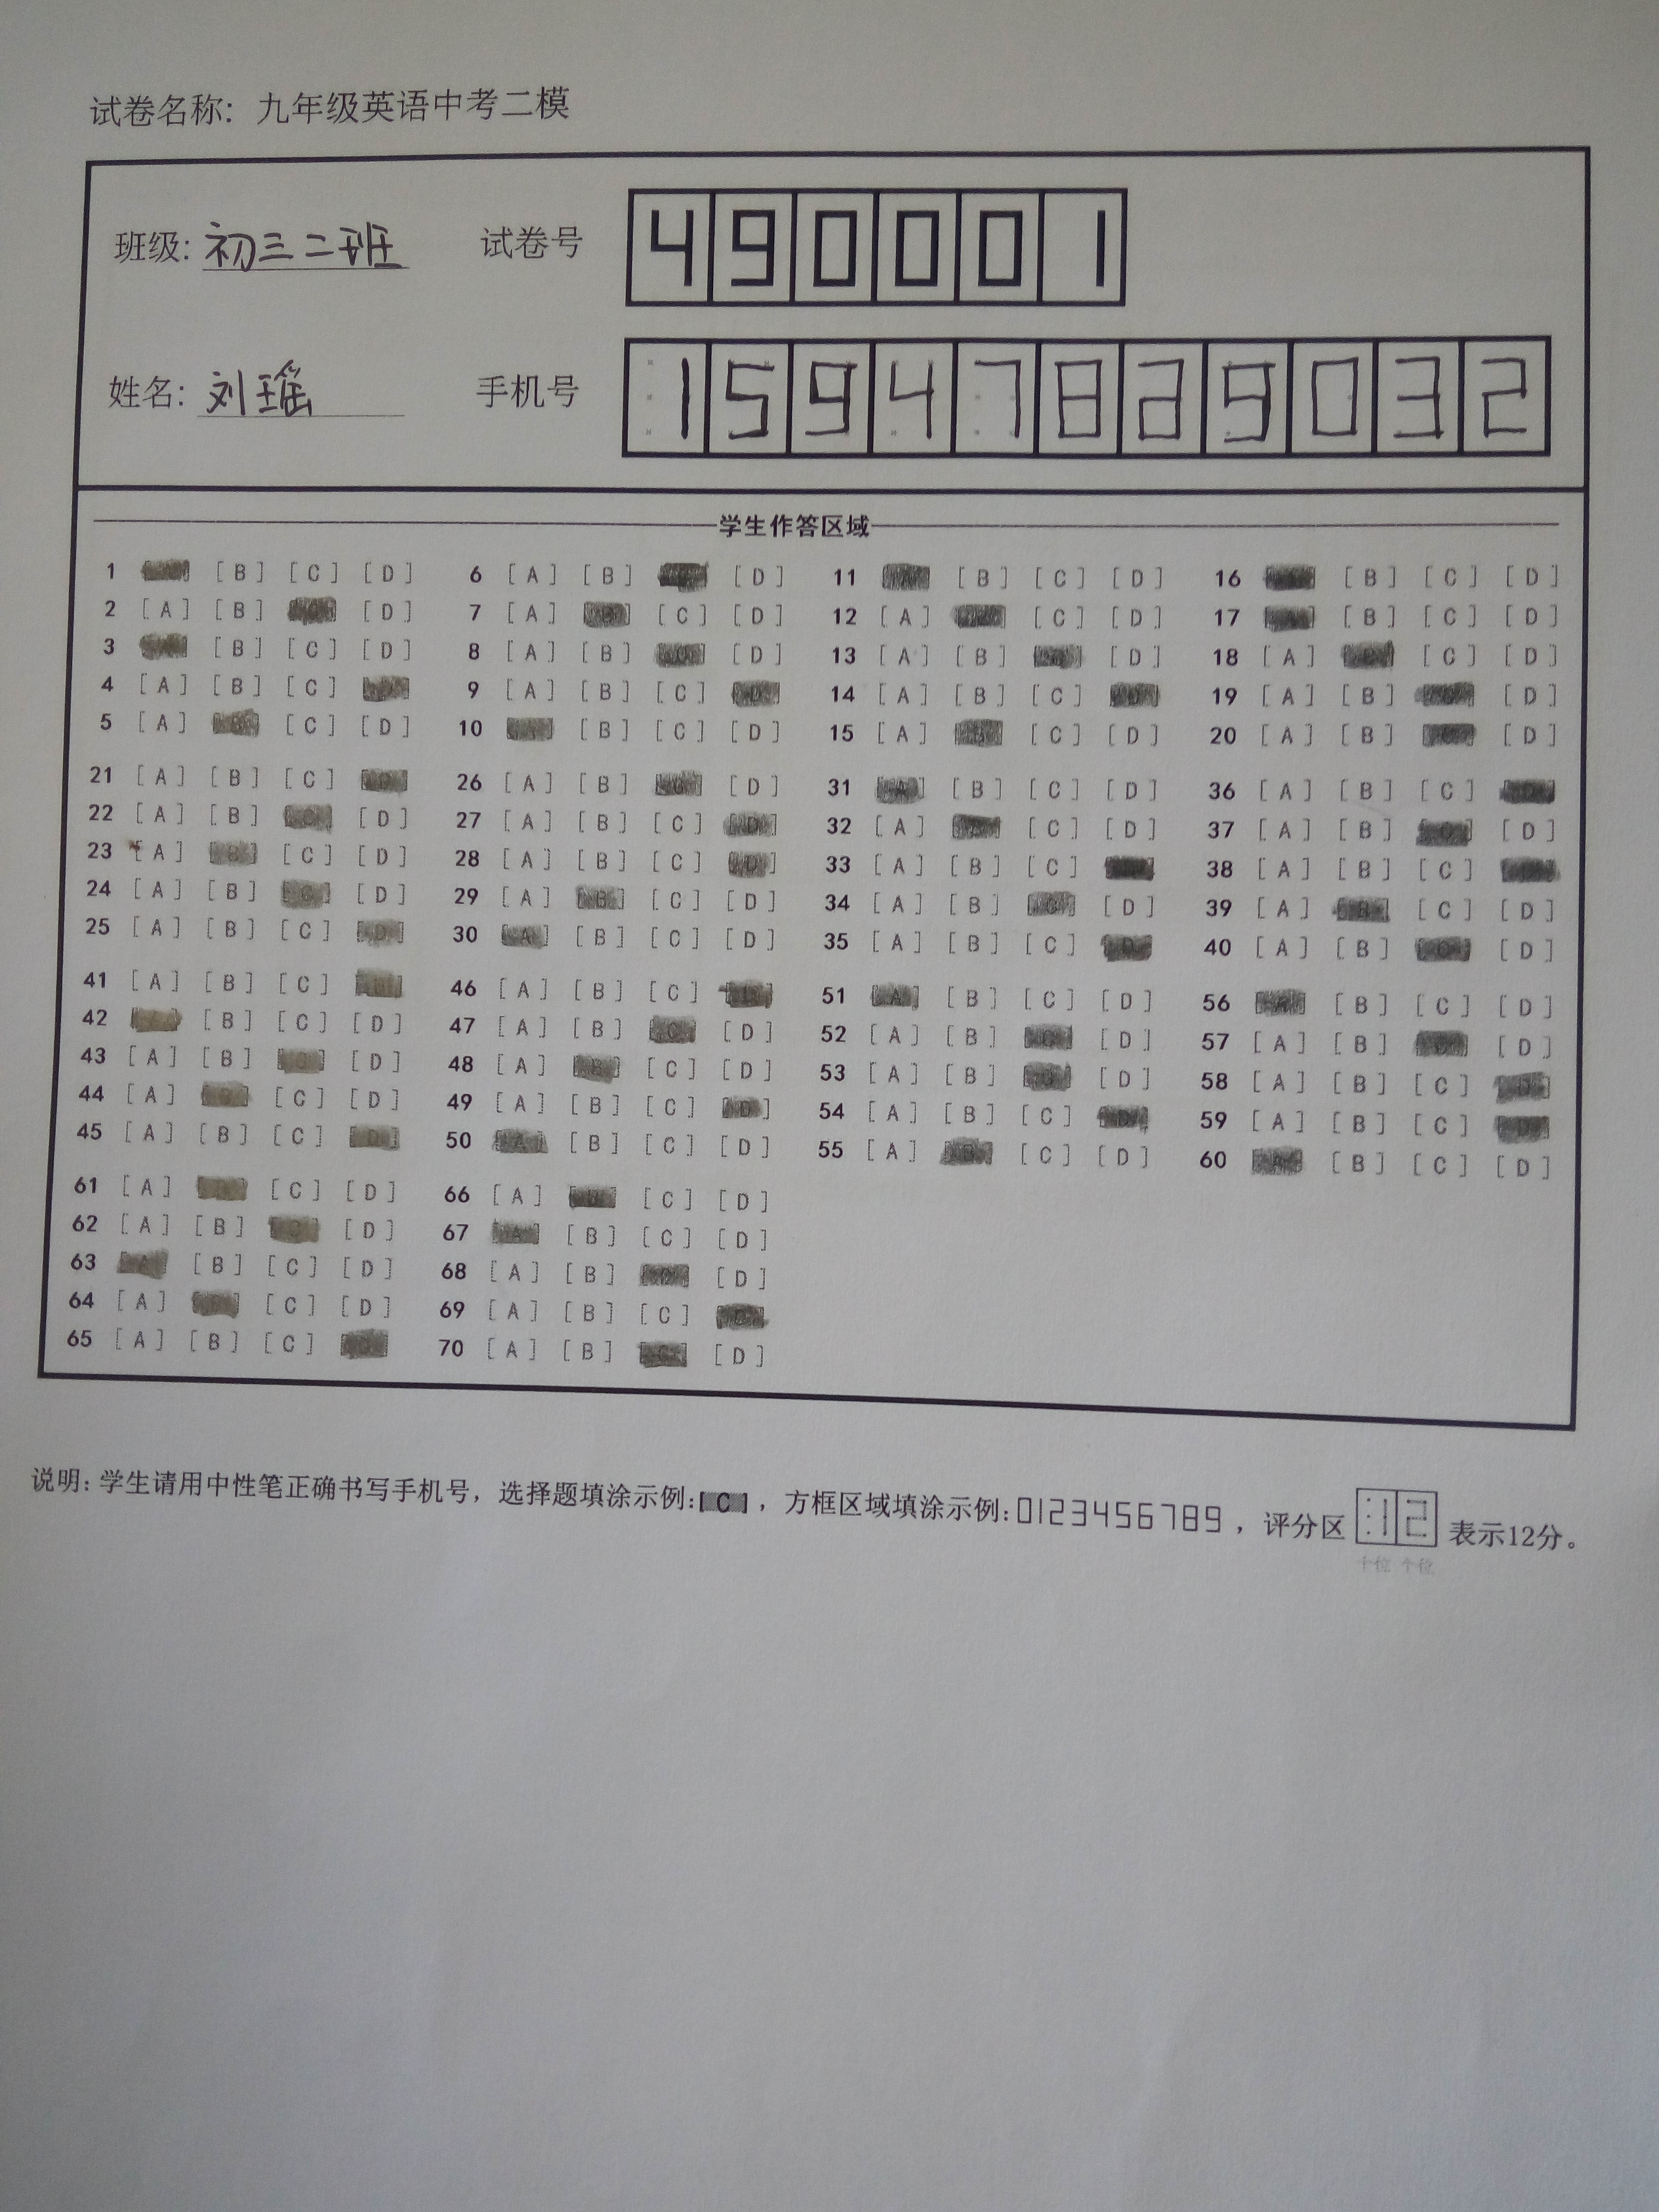 试卷名称: 九年级英语中考二模
班级: 初三二班 试卷号 490001
姓名: 刘瑶 手机号 15947829032
学生作答区域
1 [B] [C] [D] 6 [A] [B] [D] 11 [B] [C] [D] 16 [B] [C] [D]
2 [A] [B] [D] 7 [A] [C] [D] 12 [A] [C] [D] 17 [B] [C] [D]
3 [B] [C] [D] 8 [A] [B] [D] 13 [A] [B] [D] 18 [A] [C] [D]
4 [A] [B] [C] 9 [A] [B] [C] 14 [A] [B] [C] 19 [A] [B] [D]
5 [A] [C] [D] 10 [B] [C] [D] 15 [A] [C] [D] 20 [A] [B] [D]
21 [A] [B] [C] 26 [A] [B] [D] 31 [B] [C] [D] 36 [A] [B] [C]
22 [A] [B] [D] 27 [A] [B] [C] 32 [A] [C] [D] 37 [A] [B] [D]
23 [A] [C] [D] 28 [A] [B] [C] 33 [A] [B] [C] 38 [A] [B] [C]
24 [A] [B] [D] 29 [A] [C] [D] 34 [A] [B] [D] 39 [A] [C] [D]
25 [A] [B] [C] 30 [B] [C] [D] 35 [A] [B] [C] 40 [A] [B] [D]
41 [A] [B] [C] 46 [A] [B] [C] 51 [B] [C] [D] 56 [B] [C] [D]
42 [B] [C] [D] 47 [A] [B] [D] 52 [A] [B] [D] 57 [A] [B] [D]
43 [A] [B] [D] 48 [A] [C] [D] 53 [A] [B] [D] 58 [A] [B] [C]
44 [A] [C] [D] 49 [A] [B] [C] 54 [A] [B] [C] 59 [A] [B] [C]
45 [A] [B] [C] 50 [B] [C] [D] 55 [A] [C] [D] 60 [B] [C] [D]
61 [A] [C] [D] 66 [A] [C] [D]
62 [A] [B] [D] 67 [B] [C] [D]
63 [B] [C] [D] 68 [A] [B] [D]
64 [A] [C] [D] 69 [A] [B] [C]
65 [A] [B] [C] 70 [A] [B] [D]
说明: 学生请用中性笔正确书写手机号，选择题填涂示例:[C]，方框区域填涂示例:0123456789，评分区 12 表示12分。
十位 个位